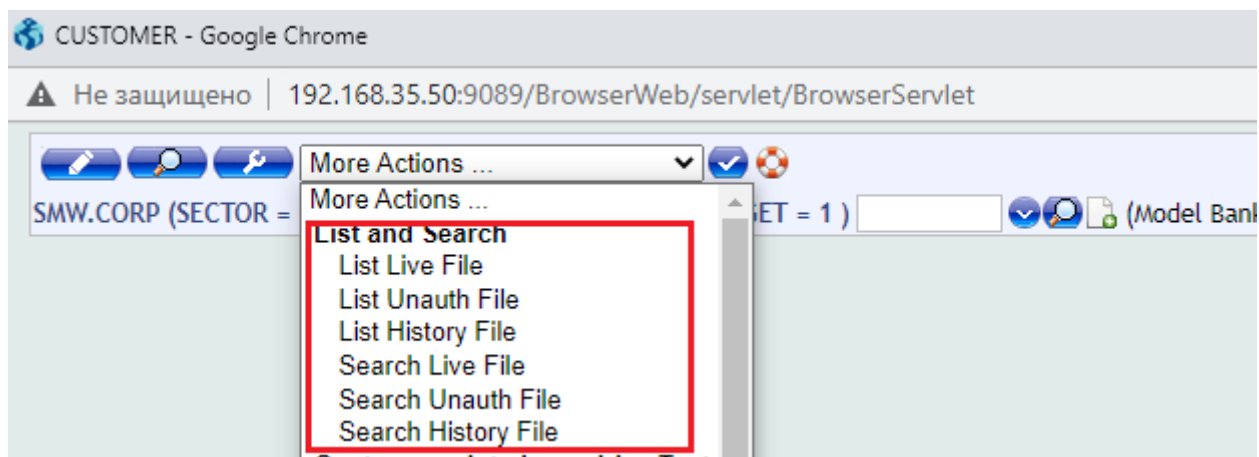 CUSTOMER - Google Chrome
Не защищено | 192.168.35.50:9089/BrowserWeb/servlet/BrowserServlet
More Actions ...
More Actions ...
SMW.CORP (SECTOR = GET = 1 ) (Model Bank
List and Search
List Live File
List Unauth File
List History File
Search Live File
Search Unauth File
Search History File